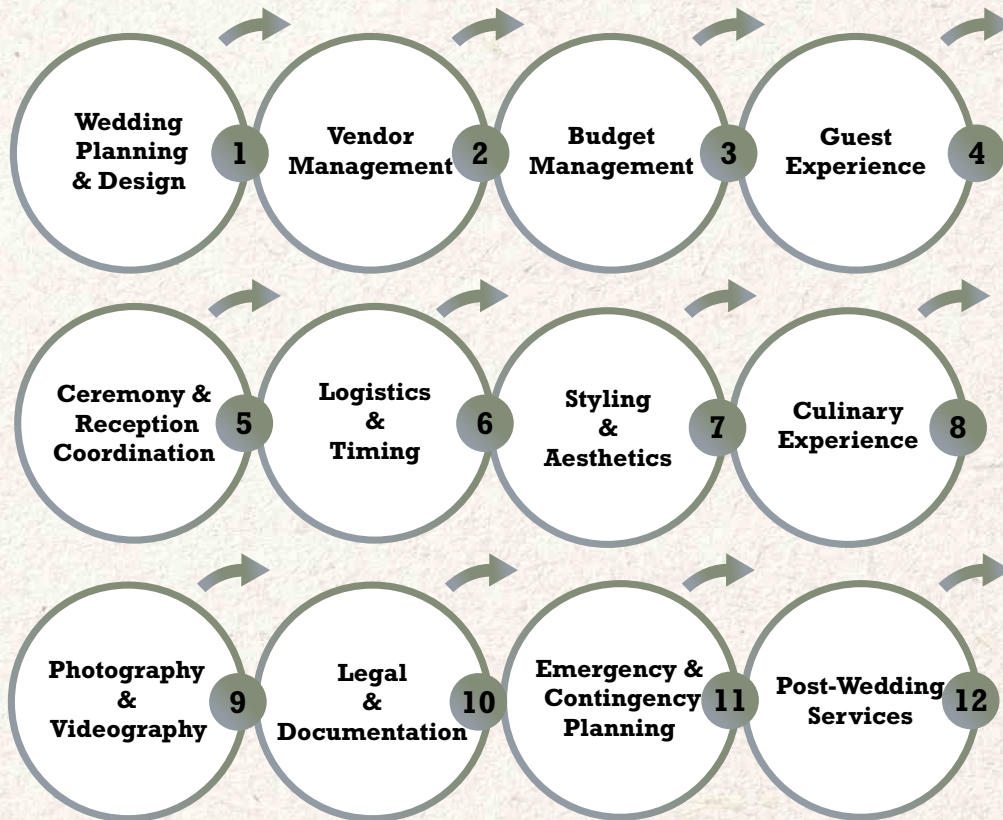 Wedding
Planning
& Design
1
Vendor
Management
2
Budget
Management
3
Guest
Experience
4
Ceremony &
Reception
Coordination
5
Logistics
&
Timing
6
Styling
&
Aesthetics
7
Culinary
Experience
8
Photography
&
Videography
9
Legal
&
Documentation
10
Emergency &
Contingency
Planning
11
Post-Wedding
Services
12